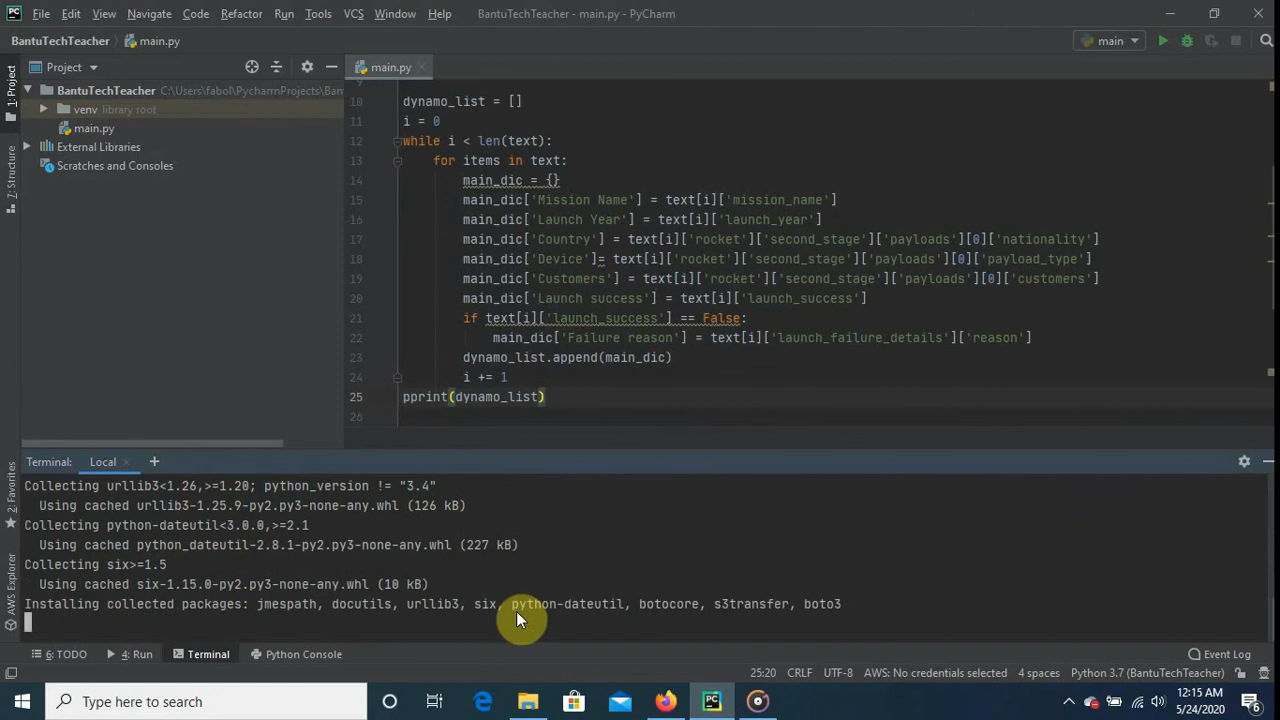 File Edit View Navigate Code Refactor Run Tools VCS Window Help BantuTechTeacher - main.py - PyCharm
BantuTechTeacher main.py main
1: Project
Project
main.py
BantuTechTeacher C:\Users\fabol\PycharmProjects\Ban
venv library root
main.py
External Libraries
Scratches and Consoles
7: Structure
9
10 dynamo_list = []
11 i = 0
12 while i < len(text):
13 for items in text:
14 main_dic = {}
15 main_dic['Mission Name'] = text[i]['mission_name']
16 main_dic['Launch Year'] = text[i]['launch_year']
17 main_dic['Country'] = text[i]['rocket']['second_stage']['payloads'][0]['nationality']
18 main_dic['Device']= text[i]['rocket']['second_stage']['payloads'][0]['payload_type']
19 main_dic['Customers'] = text[i]['rocket']['second_stage']['payloads'][0]['customers']
20 main_dic['Launch success'] = text[i]['launch_success']
21 if text[i]['launch_success'] == False:
22 main_dic['Failure reason'] = text[i]['launch_failure_details']['reason']
23 dynamo_list.append(main_dic)
24 i += 1
25 pprint(dynamo_list)
26
Terminal: Local +
2: Favorites
AWS Explorer
Collecting urllib3<1.26,>=1.20; python_version != "3.4"
Using cached urllib3-1.25.9-py2.py3-none-any.whl (126 kB)
Collecting python-dateutil<3.0.0,>=2.1
Using cached python_dateutil-2.8.1-py2.py3-none-any.whl (227 kB)
Collecting six>=1.5
Using cached six-1.15.0-py2.py3-none-any.whl (10 kB)
Installing collected packages: jmespath, docutils, urllib3, six, python-dateutil, botocore, s3transfer, boto3
6: TODO 4: Run Terminal Python Console Event Log
25:20 CRLF UTF-8 AWS: No credentials selected 4 spaces Python 3.7 (BantuTechTeacher)
Type here to search
12:15 AM
5/24/2020
6